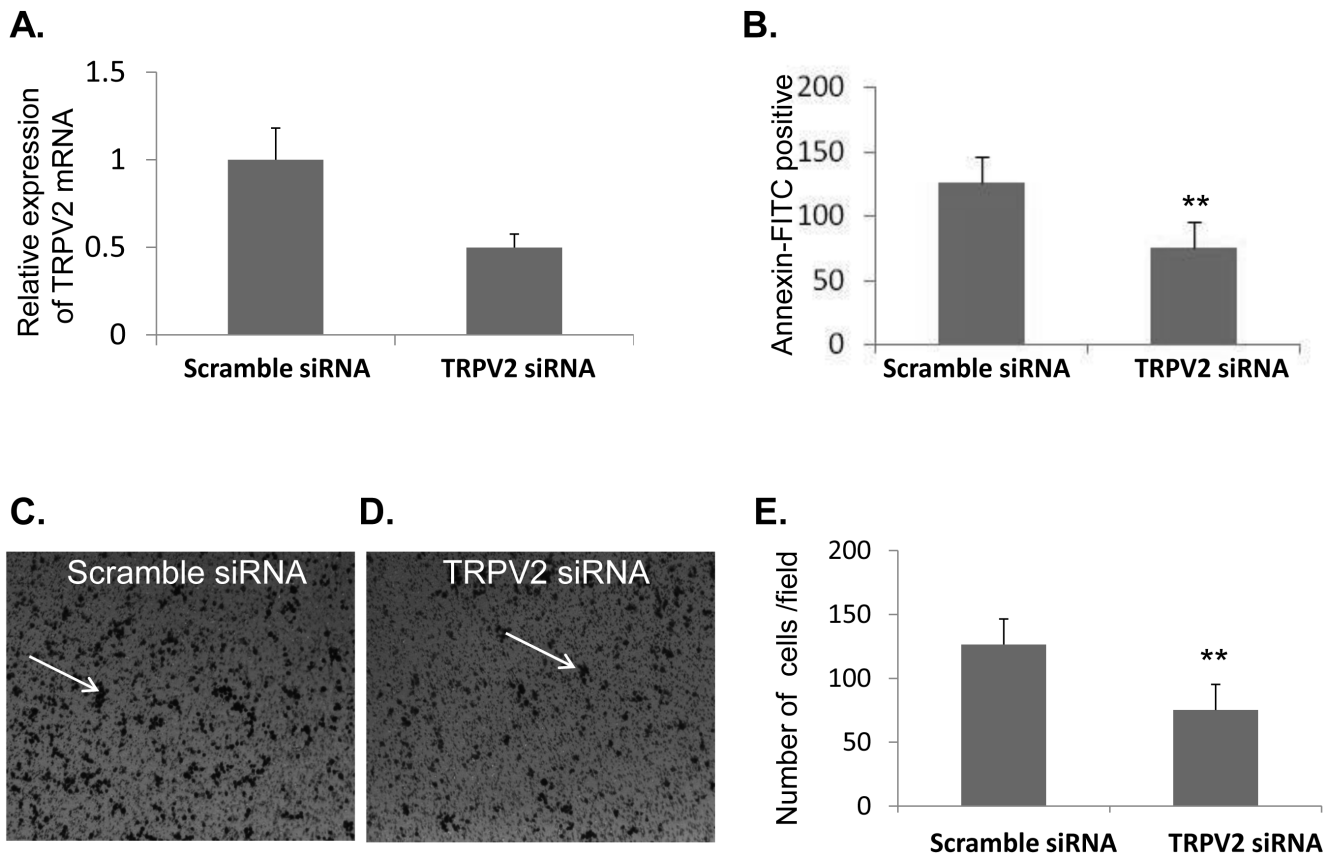 A.
Relative expression
of TRPV2 mRNA
1.5
1
0.5
0
Scramble siRNA TRPV2 siRNA
B.
Annexin-FITC positive
200
150
100
50
0
**
Scramble siRNA TRPV2 siRNA
C.
Scramble siRNA
D.
TRPV2 siRNA
E.
Number of cells /field
200
150
100
50
0
**
Scramble siRNA TRPV2 siRNA